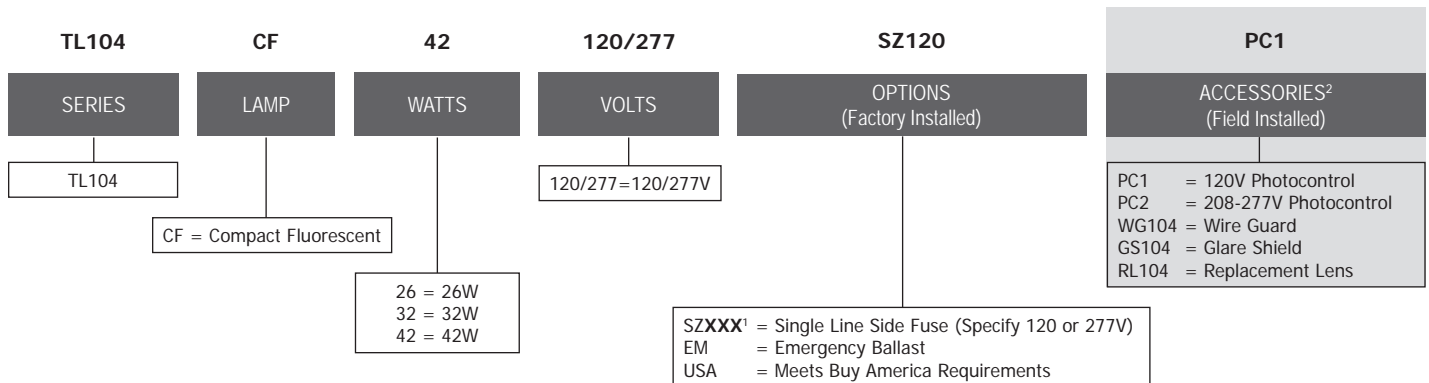 TL104 CF 42 120/277 SZ120 PC1
SERIES LAMP WATTS VOLTS OPTIONS (Factory Installed) ACCESSORIES² (Field Installed)
TL104
CF = Compact Fluorescent
26 = 26W
32 = 32W
42 = 42W
120/277=120/277V
SZXXX¹ = Single Line Side Fuse (Specify 120 or 277V)
EM = Emergency Ballast
USA = Meets Buy America Requirements
PC1 = 120V Photocontrol
PC2 = 208-277V Photocontrol
WG104 = Wire Guard
GS104 = Glare Shield
RL104 = Replacement Lens